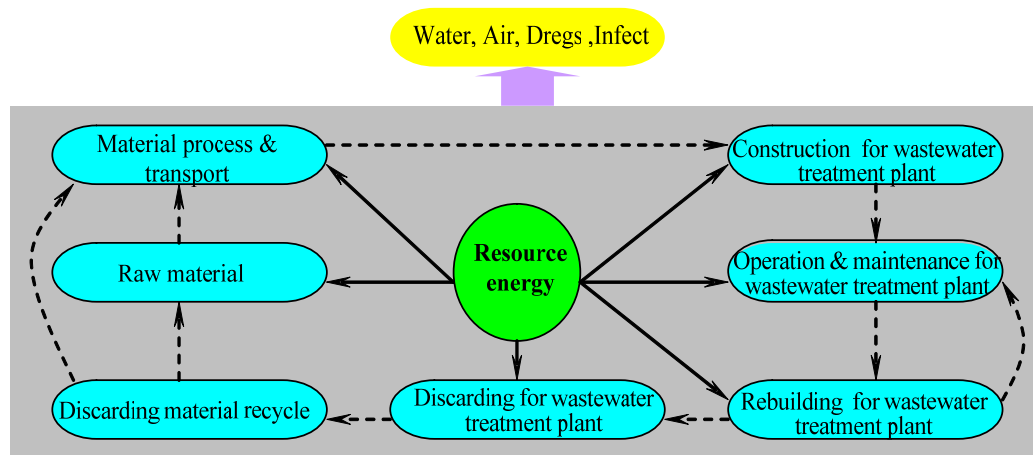 Water, Air, Dregs ,Infect
Material process &
transport
Construction for wastewater
treatment plant
Resource
energy
Raw material
Operation & maintenance for
wastewater treatment plant
Discarding material recycle
Discarding for wastewater
treatment plant
Rebuilding for wastewater
treatment plant